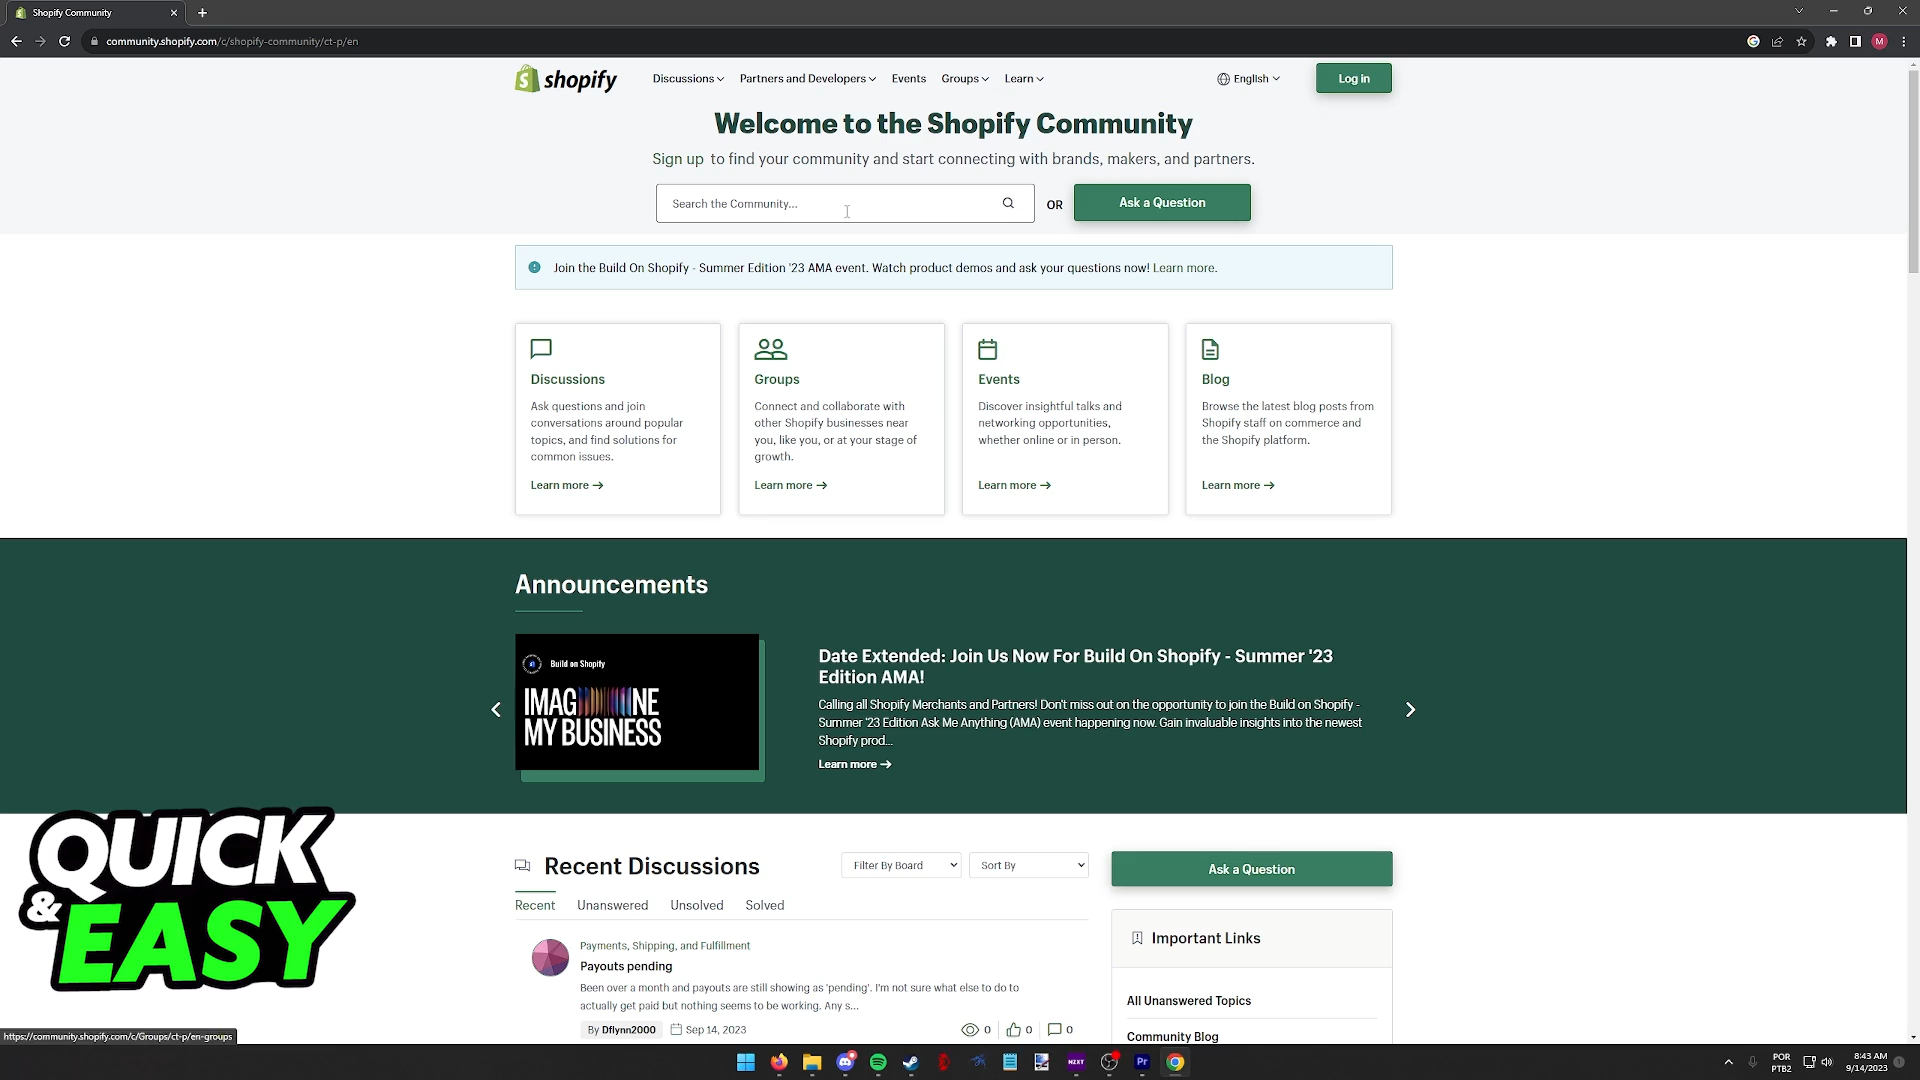 Shopify Community
community.shopify.com/c/shopify-community/ct-p/en
M
shopify
Discussions
Partners and Developers
Events
Groups
Learn
English
Log in
Welcome to the Shopify Community
Sign up to find your community and start connecting with brands, makers, and partners.
Search the Community...
OR
Ask a Question
Join the Build On Shopify - Summer Edition '23 AMA event. Watch product demos and ask your questions now! Learn more.
Discussions
Ask questions and join
conversations around popular
topics, and find solutions for
common issues.
Learn more →
Groups
Connect and collaborate with
other Shopify businesses near
you, like you, or at your stage of
growth.
Learn more →
Events
Discover insightful talks and
networking opportunities,
whether online or in person.
Learn more →
Blog
Browse the latest blog posts from
Shopify staff on commerce and
the Shopify platform.
Learn more →
Announcements
Build on Shopify
IMAGINE
MY BUSINESS
Date Extended: Join Us Now For Build On Shopify - Summer '23
Edition AMA!
Calling all Shopify Merchants and Partners! Don't miss out on the opportunity to join the Build on Shopify -
Summer '23 Edition Ask Me Anything (AMA) event happening now. Gain invaluable insights into the newest
Shopify prod...
Learn more →
QUICK
& EASY
Recent Discussions
Filter By Board
Sort By
Ask a Question
Recent
Unanswered
Unsolved
Solved
Payments, Shipping, and Fulfillment
Payouts pending
Been over a month and payouts are still showing as 'pending'. I'm not sure what else to do to
actually get paid but nothing seems to be working. Any s...
By Dflynn2000
Sep 14, 2023
0
0
0
Important Links
All Unanswered Topics
Community Blog
https://community.shopify.com/c/Groups/ct-p/en-groups
NZXT
Pr
POR
PTB2
8:43 AM
9/14/2023